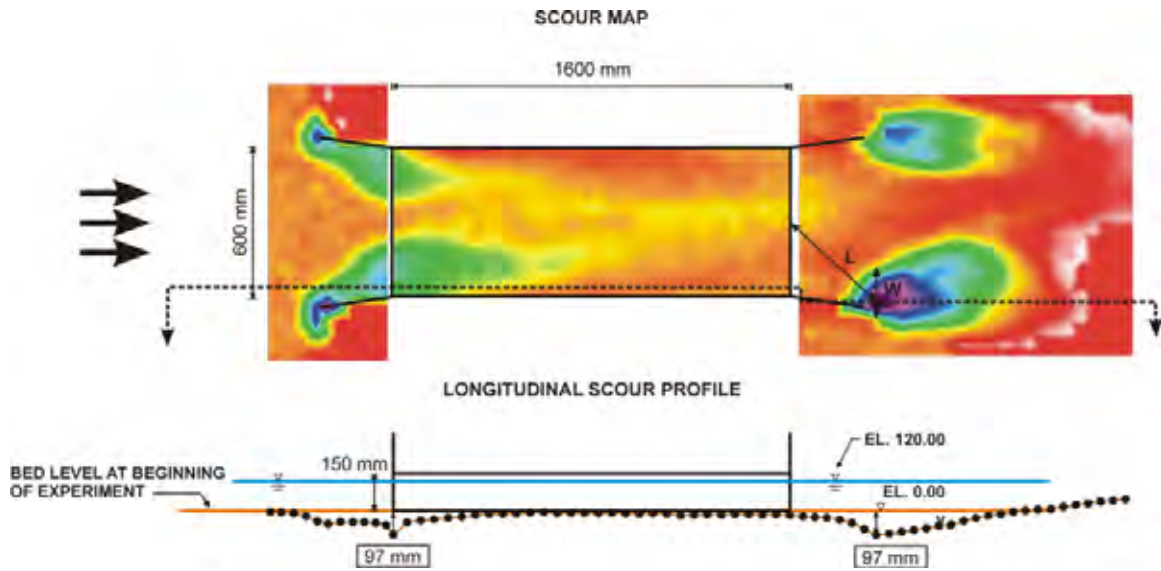 SCOUR MAP
1600 mm
600 mm
L
W
LONGITUDINAL SCOUR PROFILE
EL. 120.00
BED LEVEL AT BEGINNING
OF EXPERIMENT
150 mm
EL. 0.00
97 mm
97 mm